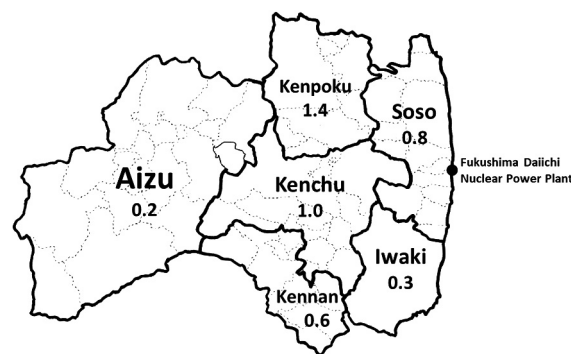 Kenpoku
1.4
Soso
0.8
Fukushima Daiichi
Nuclear Power Plant
Aizu
0.2
Kenchu
1.0
Iwaki
0.3
Kennan
0.6